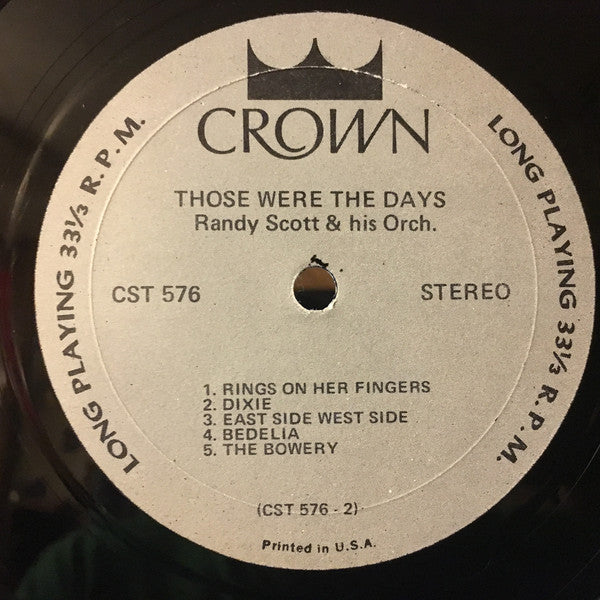 CROWN
THOSE WERE THE DAYS
Randy Scott & his Orch.
CST 576
STEREO
1. RINGS ON HER FINGERS
2. DIXIE
3. EAST SIDE WEST SIDE
4. BEDELIA
5. THE BOWERY
(CST 576 - 2)
Printed in U.S.A.
LONG PLAYING 33⅓ R.P.M.
LONG PLAYING 33⅓ R.P.M.